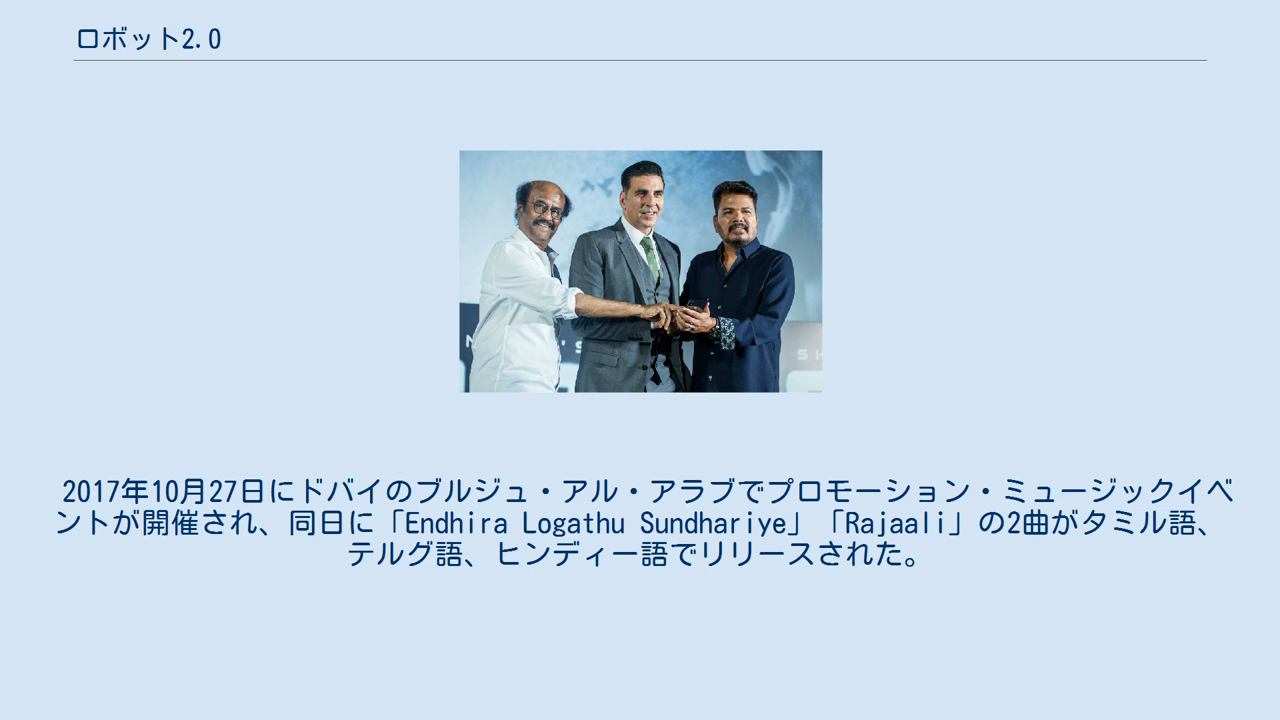 ロボット2.0
2017年10月27日にドバイのブルジュ・アル・アラブでプロモーション・ミュージックイベ
ントが開催され、同日に「Endhira Logathu Sundhariye」「Rajaali」の2曲がタミル語、
テルグ語、ヒンディー語でリリースされた。